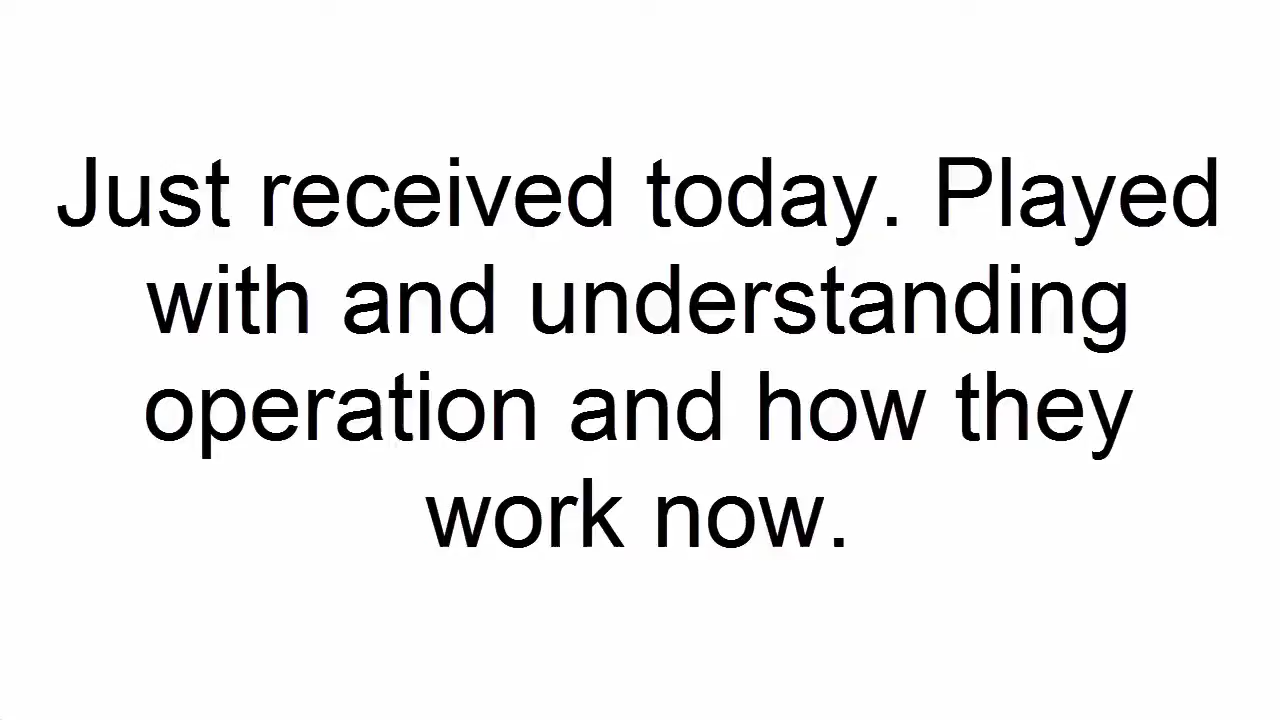 Just received today. Played
with and understanding
operation and how they
work now.